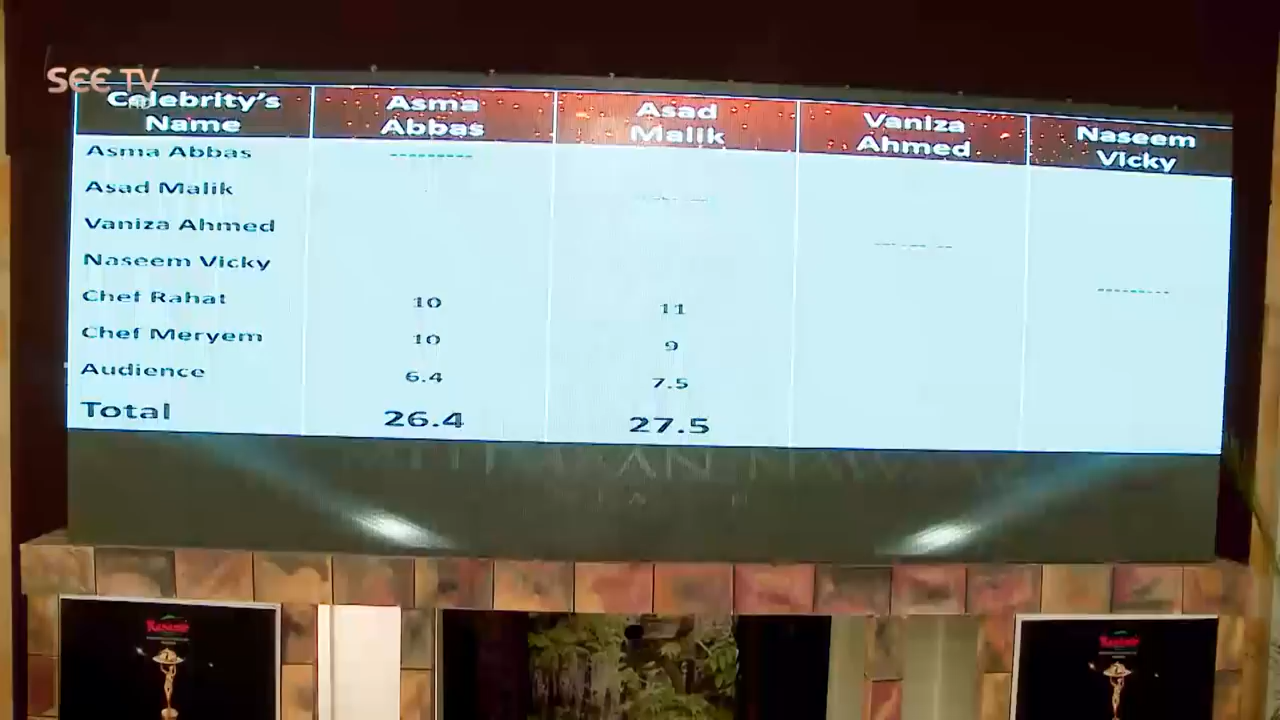 SEE TV
HD
Celebrity's Name
Asma Abbas
Asad Malik
Vaniza Ahmed
Naseem Vicky
Asma Abbas ---------
Asad Malik
Vaniza Ahmed
Naseem Vicky ---------
Chef Rahat 10 11
Chef Meryem 10 9
Audience 6.4 7.5
Total 26.4 27.5